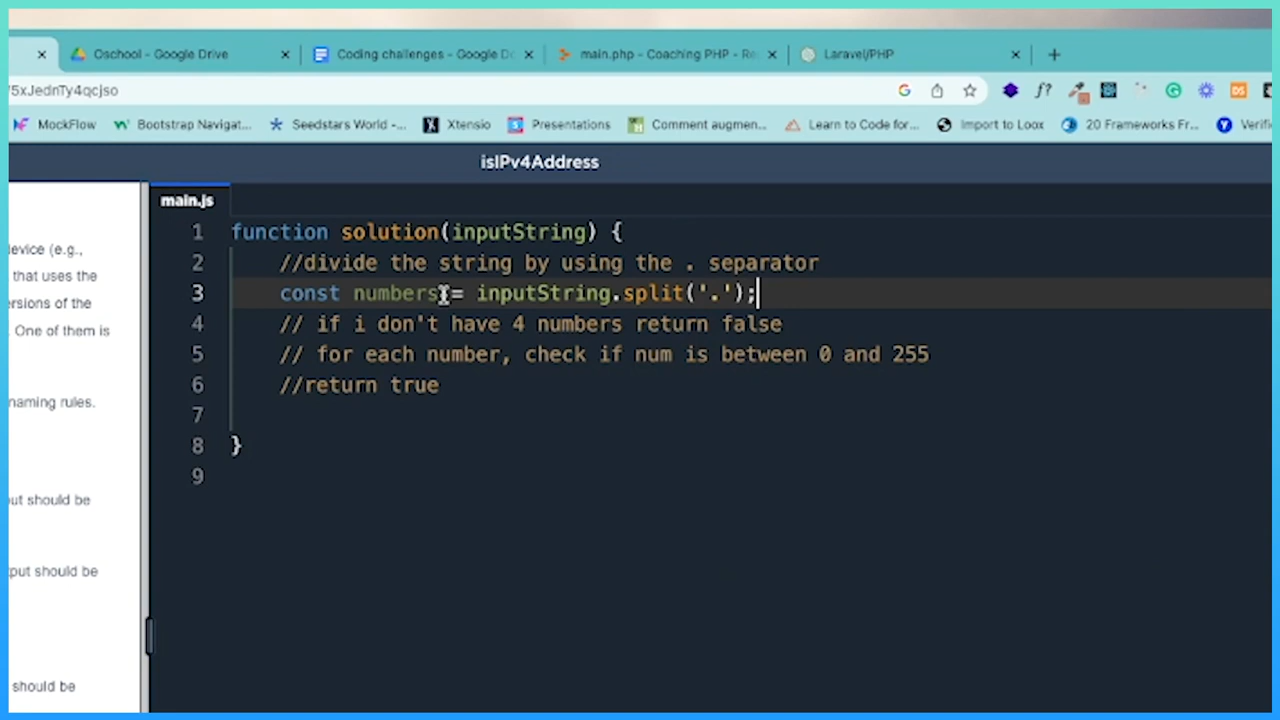 Oschool - Google Drive
Coding challenges - Google Do
main.php - Coaching PHP - Re
Laravel/PHP
/5xJednTy4qcjso
MockFlow
Bootstrap Navigat...
Seedstars World -...
Xtensio
Presentations
Comment augmen...
Learn to Code for...
Import to Loox
20 Frameworks Fr...
Verifi
isIPv4Address
evice (e.g.,
that uses the
ersions of the
One of them is
naming rules.
ut should be
put should be
should be
main.js
1 function solution(inputString) {
2 //divide the string by using the . separator
3 const numbers = inputString.split('.');
4 // if i don't have 4 numbers return false
5 // for each number, check if num is between 0 and 255
6 //return true
7
8 }
9